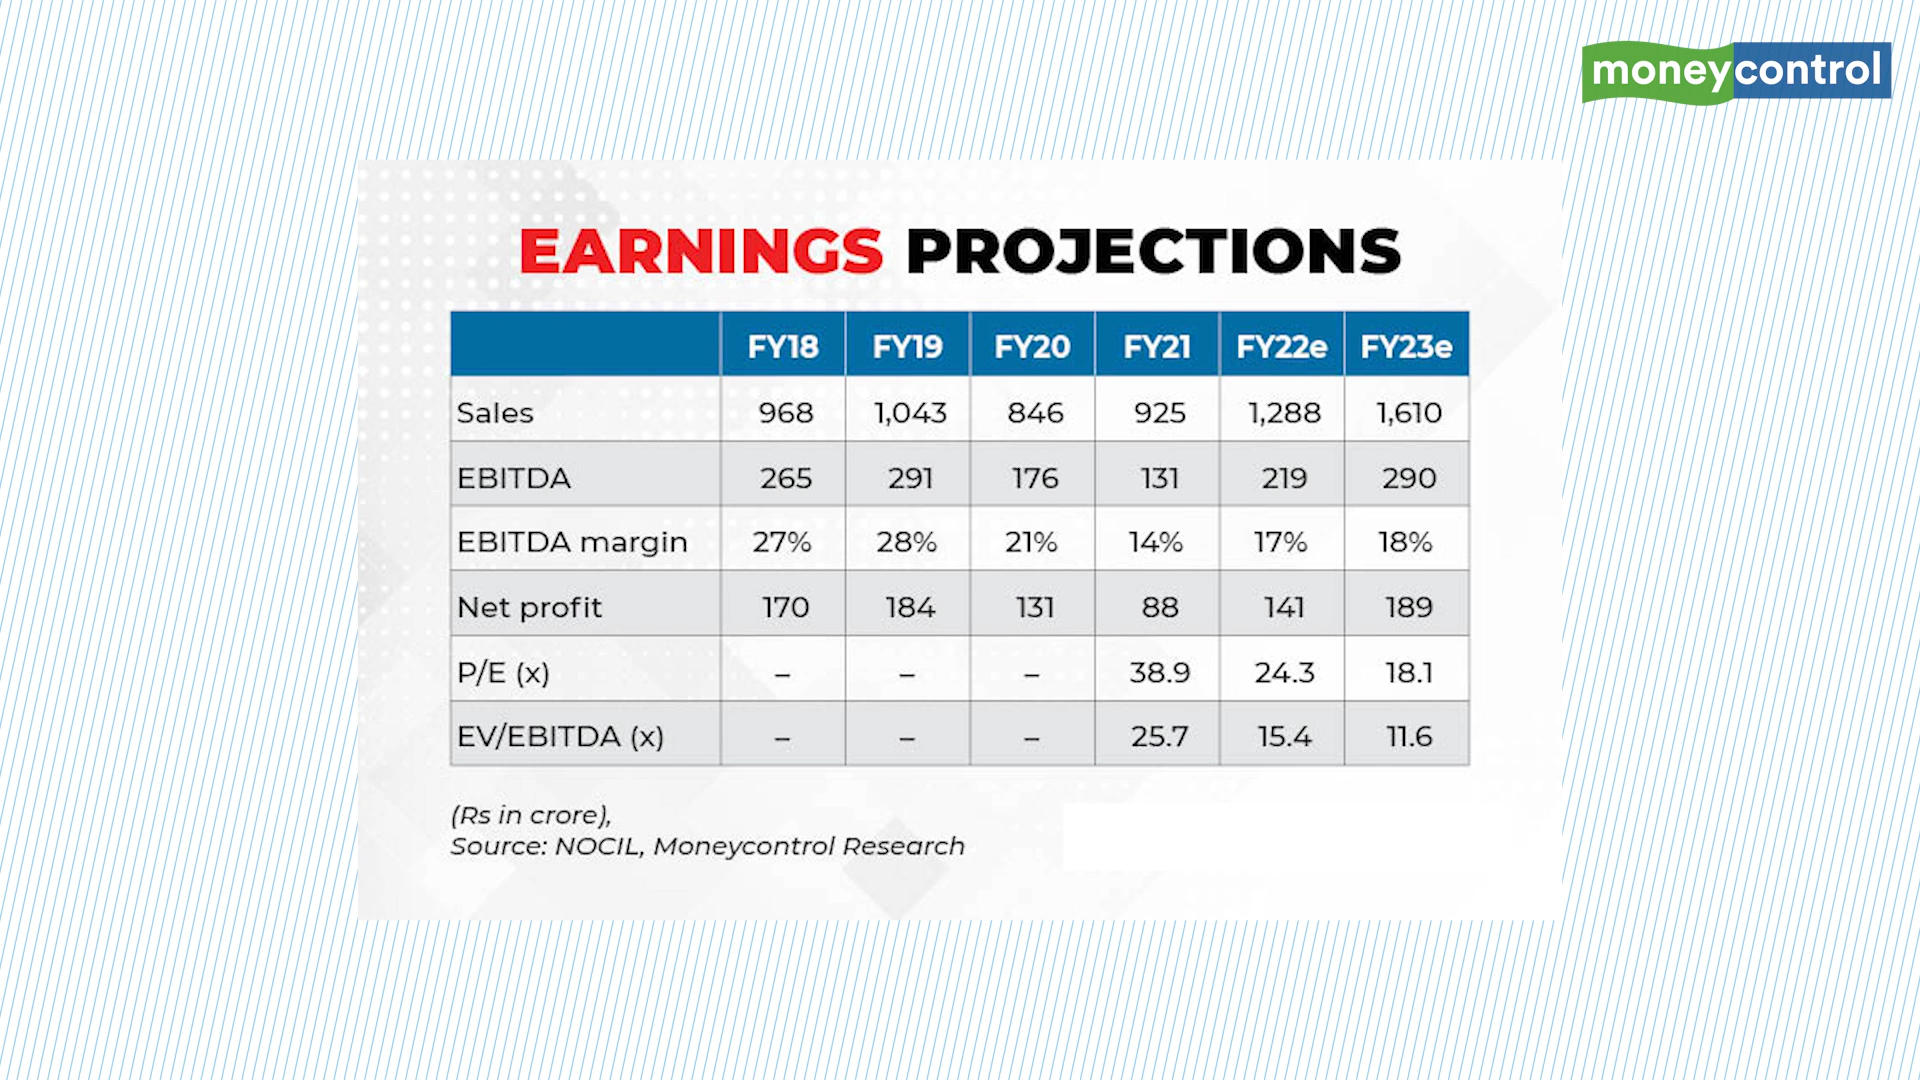 moneycontrol
EARNINGS PROJECTIONS
FY18 FY19 FY20 FY21 FY22e FY23e
Sales 968 1,043 846 925 1,288 1,610
EBITDA 265 291 176 131 219 290
EBITDA margin 27% 28% 21% 14% 17% 18%
Net profit 170 184 131 88 141 189
P/E (x) – – – 38.9 24.3 18.1
EV/EBITDA (x) – – – 25.7 15.4 11.6
(Rs in crore),
Source: NOCIL, Moneycontrol Research